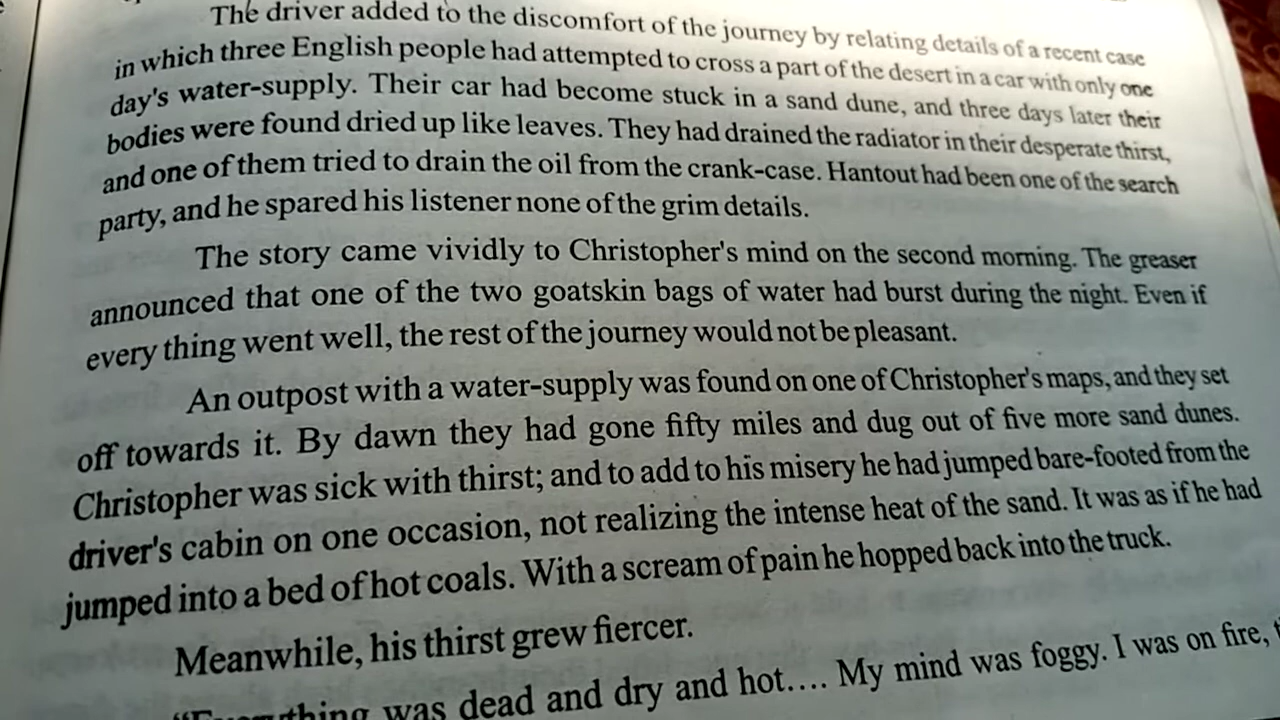 The driver added to the discomfort of the journey by relating details of a recent case
in which three English people had attempted to cross a part of the desert in a car with only one
day's water-supply. Their car had become stuck in a sand dune, and three days later their
bodies were found dried up like leaves. They had drained the radiator in their desperate thirst,
and one of them tried to drain the oil from the crank-case. Hantout had been one of the search
party, and he spared his listener none of the grim details.
The story came vividly to Christopher's mind on the second morning. The greaser
announced that one of the two goatskin bags of water had burst during the night. Even if
every thing went well, the rest of the journey would not be pleasant.
An outpost with a water-supply was found on one of Christopher's maps, and they set
off towards it. By dawn they had gone fifty miles and dug out of five more sand dunes.
Christopher was sick with thirst; and to add to his misery he had jumped bare-footed from the
driver's cabin on one occasion, not realizing the intense heat of the sand. It was as if he had
jumped into a bed of hot coals. With a scream of pain he hopped back into the truck.
Meanwhile, his thirst grew fiercer.
"Everything was dead and dry and hot.... My mind was foggy. I was on fire,